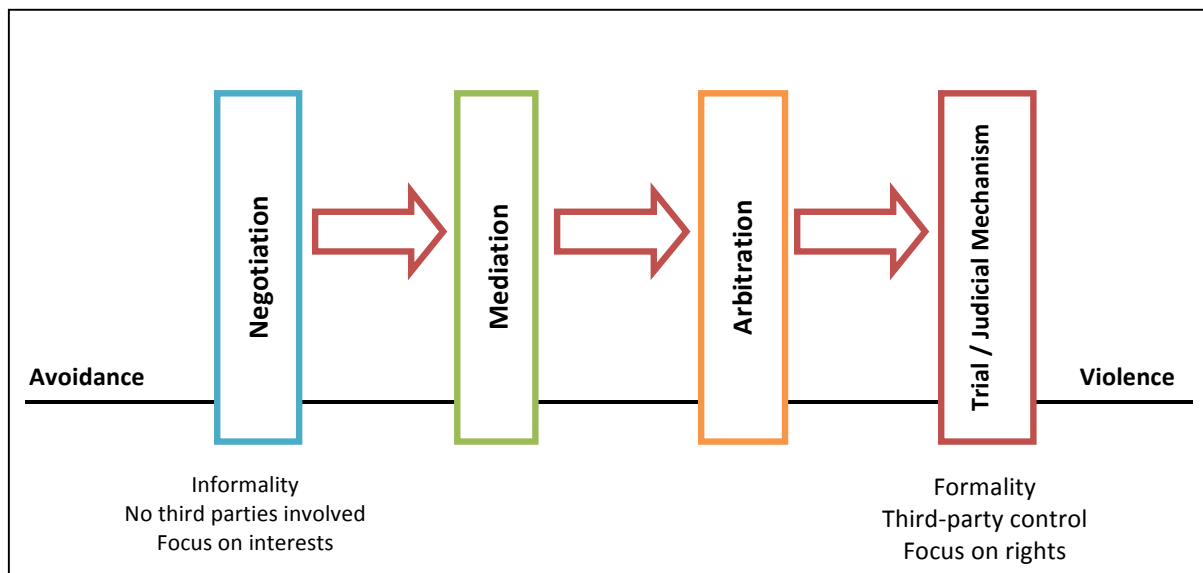 Negotiation
Mediation
Arbitration
Trial / Judicial Mechanism
Avoidance
Violence
Informality
No third parties involved
Focus on interests
Formality
Third-party control
Focus on rights